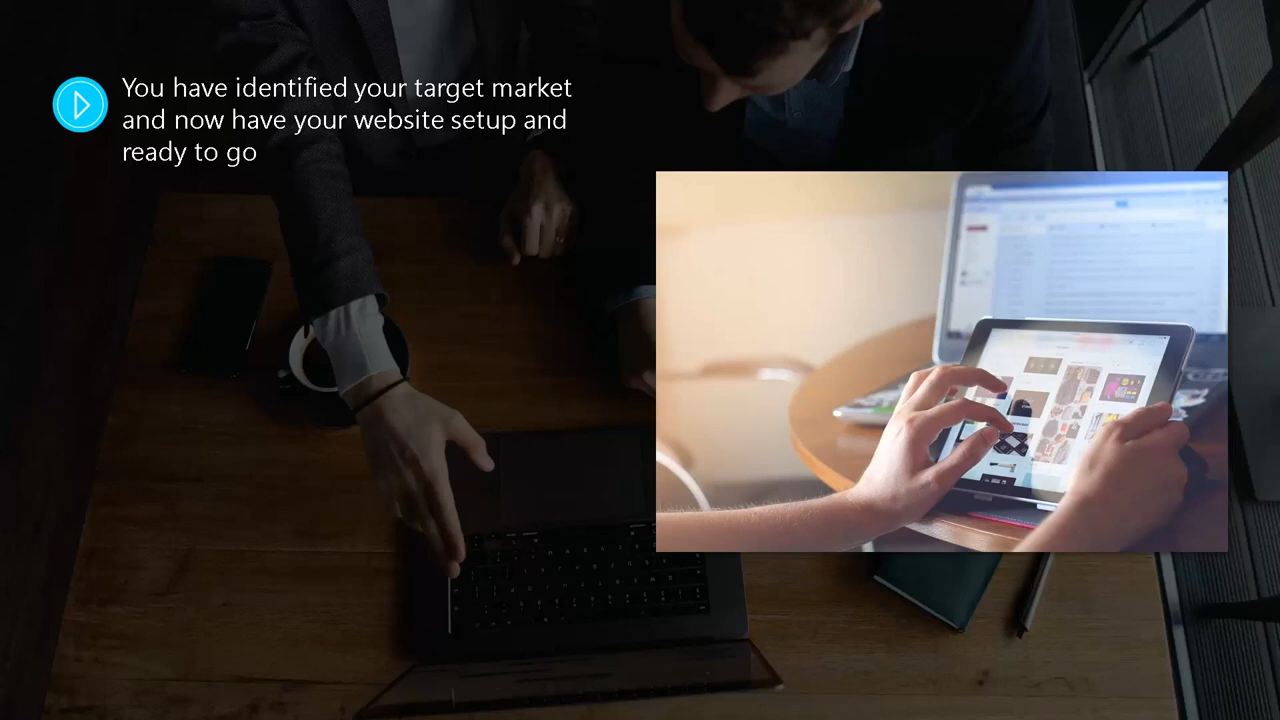 You have identified your target market
and now have your website setup and
ready to go